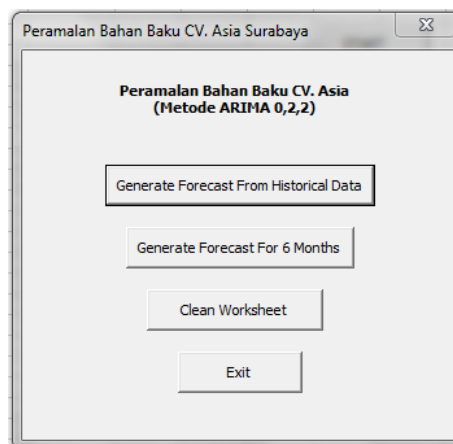 Peramalan Bahan Baku CV. Asia Surabaya
Peramalan Bahan Baku CV. Asia
(Metode ARIMA 0,2,2)
Generate Forecast From Historical Data
Generate Forecast For 6 Months
Clean Worksheet
Exit